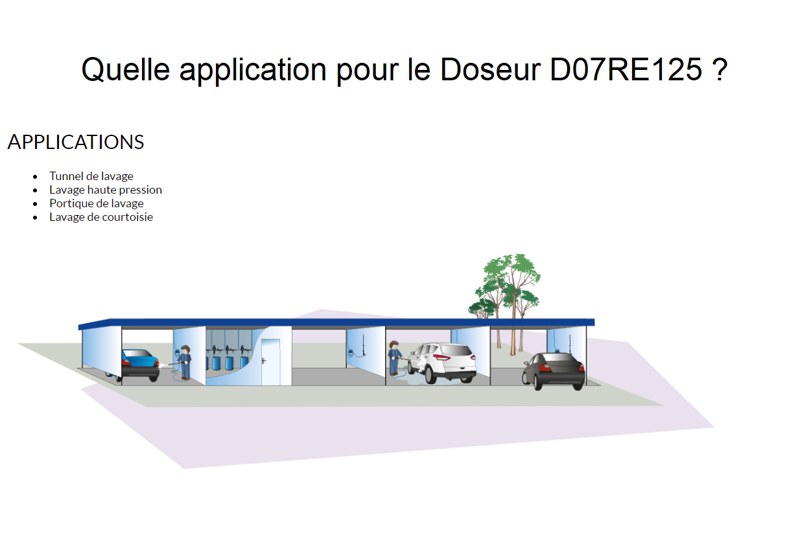 Quelle application pour le Doseur D07RE125 ?
APPLICATIONS
• Tunnel de lavage
• Lavage haute pression
• Portique de lavage
• Lavage de courtoisie